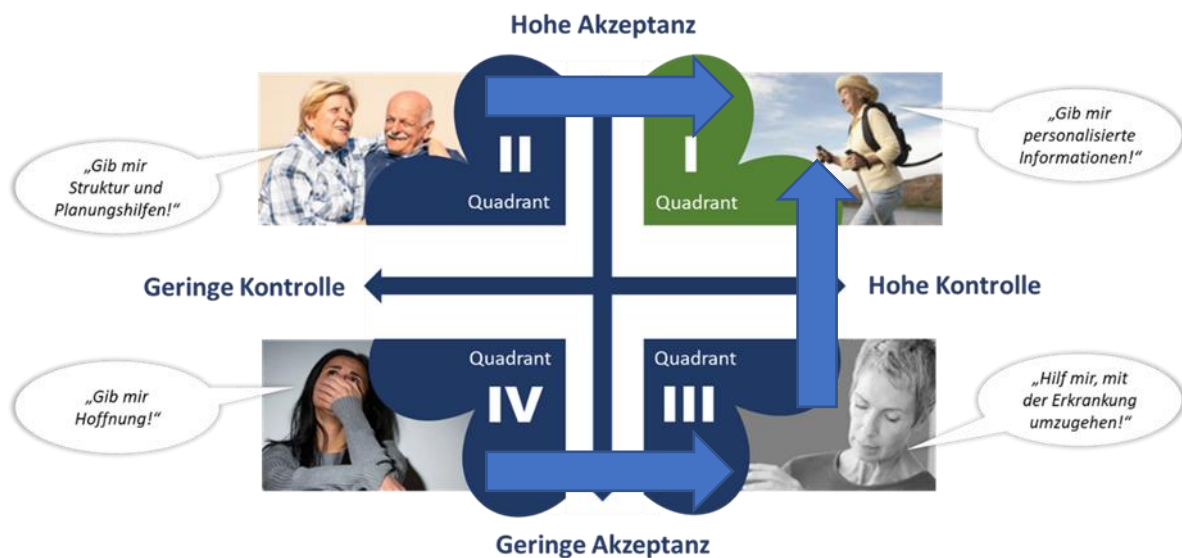 Hohe Akzeptanz
II
Quadrant
I
Quadrant
„Gib mir
Struktur und
Planungshilfen!“
„Gib mir
personalisierte
Informationen!“
Geringe Kontrolle
Hohe Kontrolle
Quadrant
IV
Quadrant
III
„Gib mir
Hoffnung!“
„Hilf mir, mit
der Erkrankung
umzugehen!“
Geringe Akzeptanz